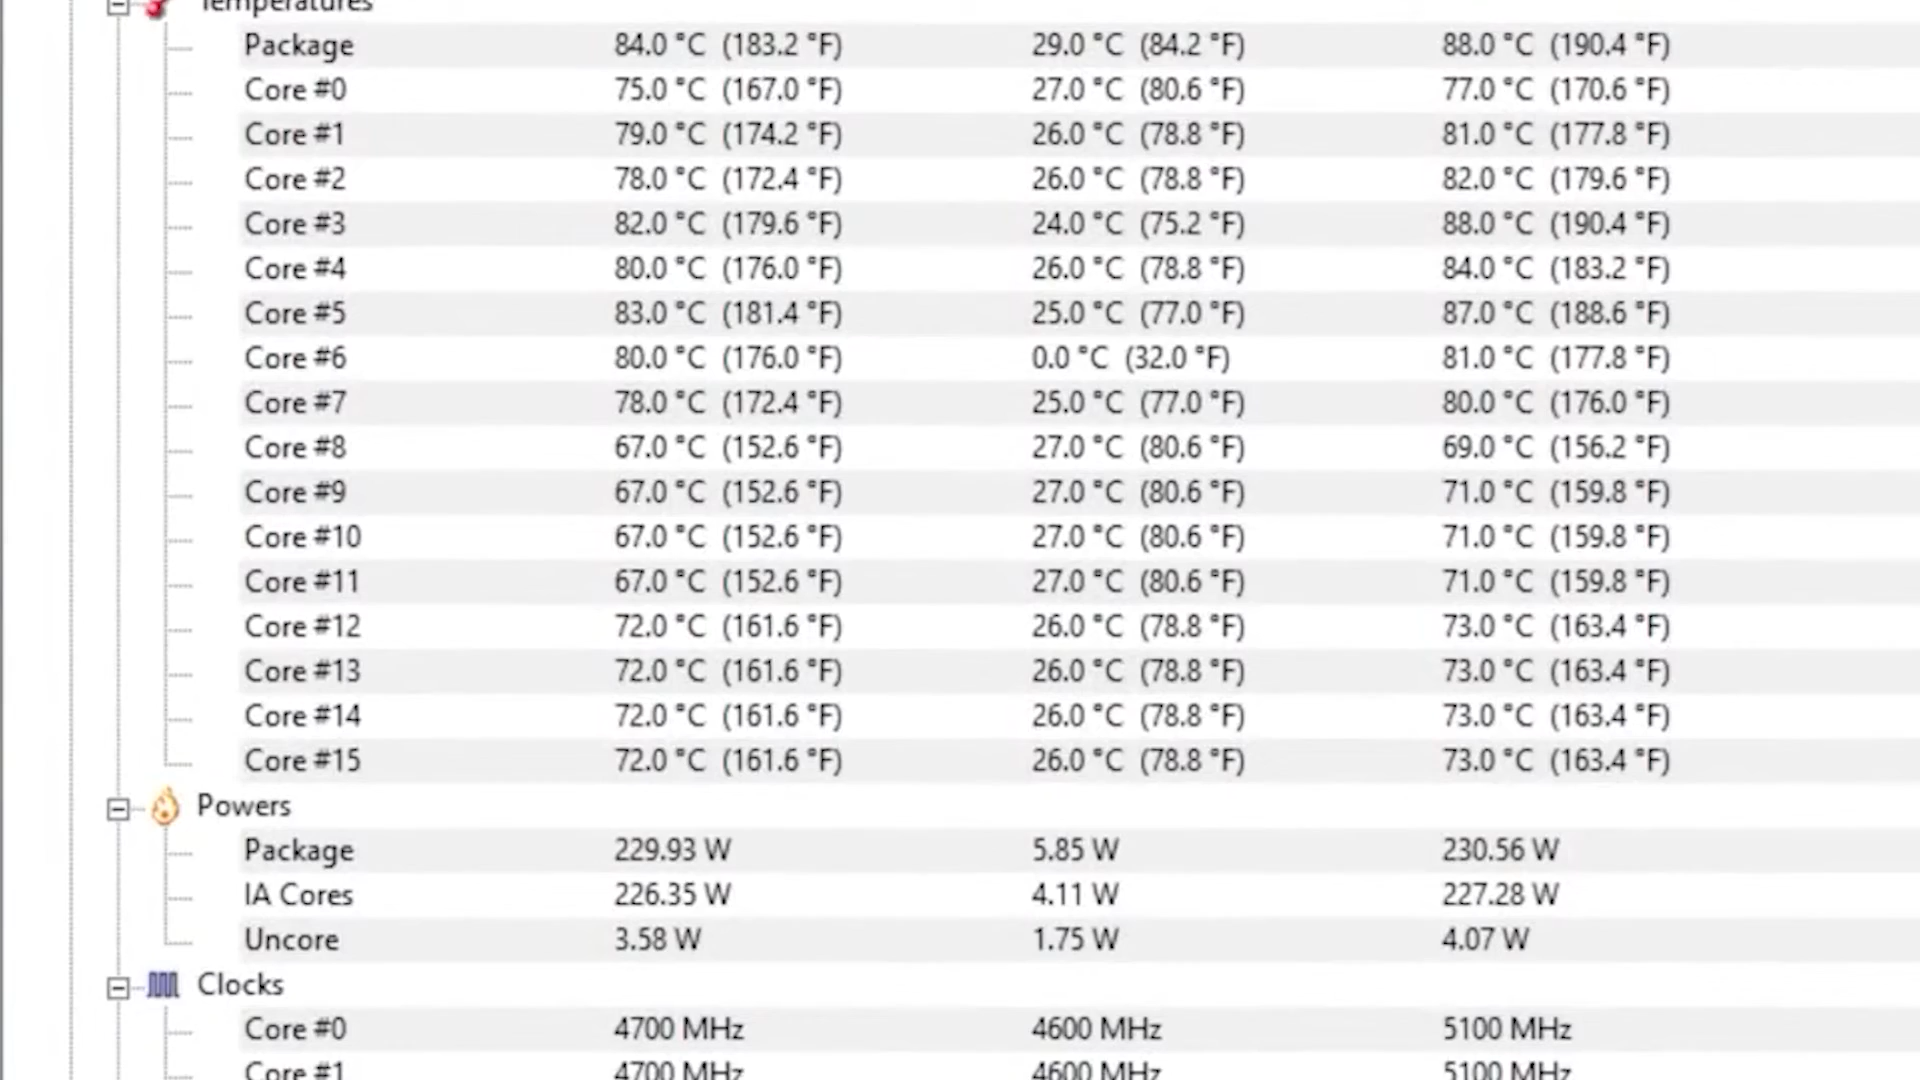 Temperatures
Package 84.0 °C (183.2 °F) 29.0 °C (84.2 °F) 88.0 °C (190.4 °F)
Core #0 75.0 °C (167.0 °F) 27.0 °C (80.6 °F) 77.0 °C (170.6 °F)
Core #1 79.0 °C (174.2 °F) 26.0 °C (78.8 °F) 81.0 °C (177.8 °F)
Core #2 78.0 °C (172.4 °F) 26.0 °C (78.8 °F) 82.0 °C (179.6 °F)
Core #3 82.0 °C (179.6 °F) 24.0 °C (75.2 °F) 88.0 °C (190.4 °F)
Core #4 80.0 °C (176.0 °F) 26.0 °C (78.8 °F) 84.0 °C (183.2 °F)
Core #5 83.0 °C (181.4 °F) 25.0 °C (77.0 °F) 87.0 °C (188.6 °F)
Core #6 80.0 °C (176.0 °F) 0.0 °C (32.0 °F) 81.0 °C (177.8 °F)
Core #7 78.0 °C (172.4 °F) 25.0 °C (77.0 °F) 80.0 °C (176.0 °F)
Core #8 67.0 °C (152.6 °F) 27.0 °C (80.6 °F) 69.0 °C (156.2 °F)
Core #9 67.0 °C (152.6 °F) 27.0 °C (80.6 °F) 71.0 °C (159.8 °F)
Core #10 67.0 °C (152.6 °F) 27.0 °C (80.6 °F) 71.0 °C (159.8 °F)
Core #11 67.0 °C (152.6 °F) 27.0 °C (80.6 °F) 71.0 °C (159.8 °F)
Core #12 72.0 °C (161.6 °F) 26.0 °C (78.8 °F) 73.0 °C (163.4 °F)
Core #13 72.0 °C (161.6 °F) 26.0 °C (78.8 °F) 73.0 °C (163.4 °F)
Core #14 72.0 °C (161.6 °F) 26.0 °C (78.8 °F) 73.0 °C (163.4 °F)
Core #15 72.0 °C (161.6 °F) 26.0 °C (78.8 °F) 73.0 °C (163.4 °F)
Powers
Package 229.93 W 5.85 W 230.56 W
IA Cores 226.35 W 4.11 W 227.28 W
Uncore 3.58 W 1.75 W 4.07 W
Clocks
Core #0 4700 MHz 4600 MHz 5100 MHz
Core #1 4700 MHz 4600 MHz 5100 MHz